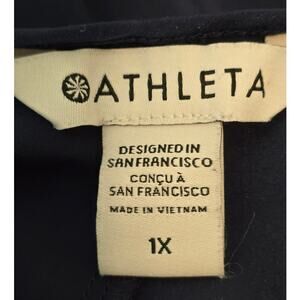 ATHLETA
DESIGNED IN
SAN FRANCISCO
CONÇU À
SAN FRANCISCO
MADE IN VIETNAM
1X